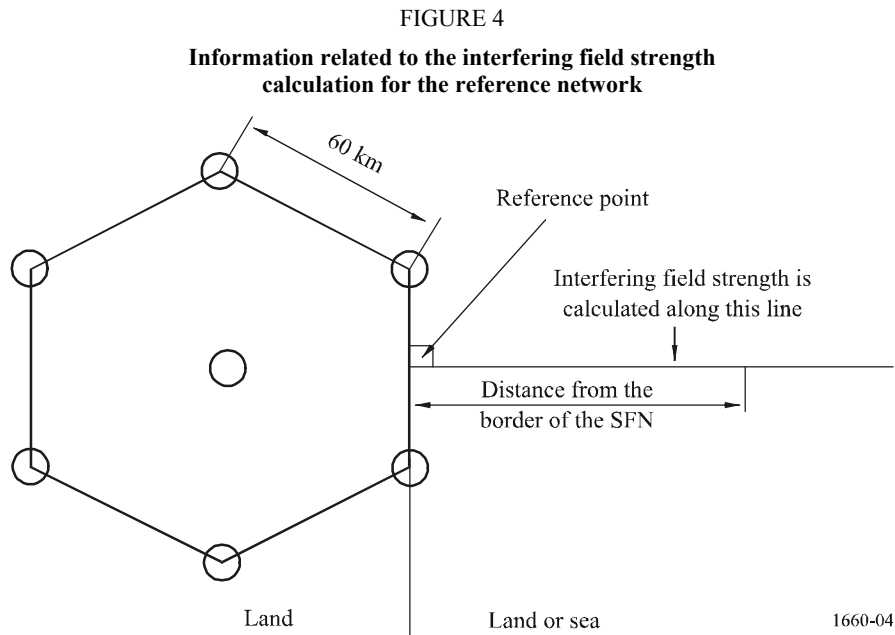 FIGURE 4
Information related to the interfering field strength
calculation for the reference network
60 km
Reference point
Interfering field strength is
calculated along this line
Distance from the
border of the SFN
Land
Land or sea
1660-04